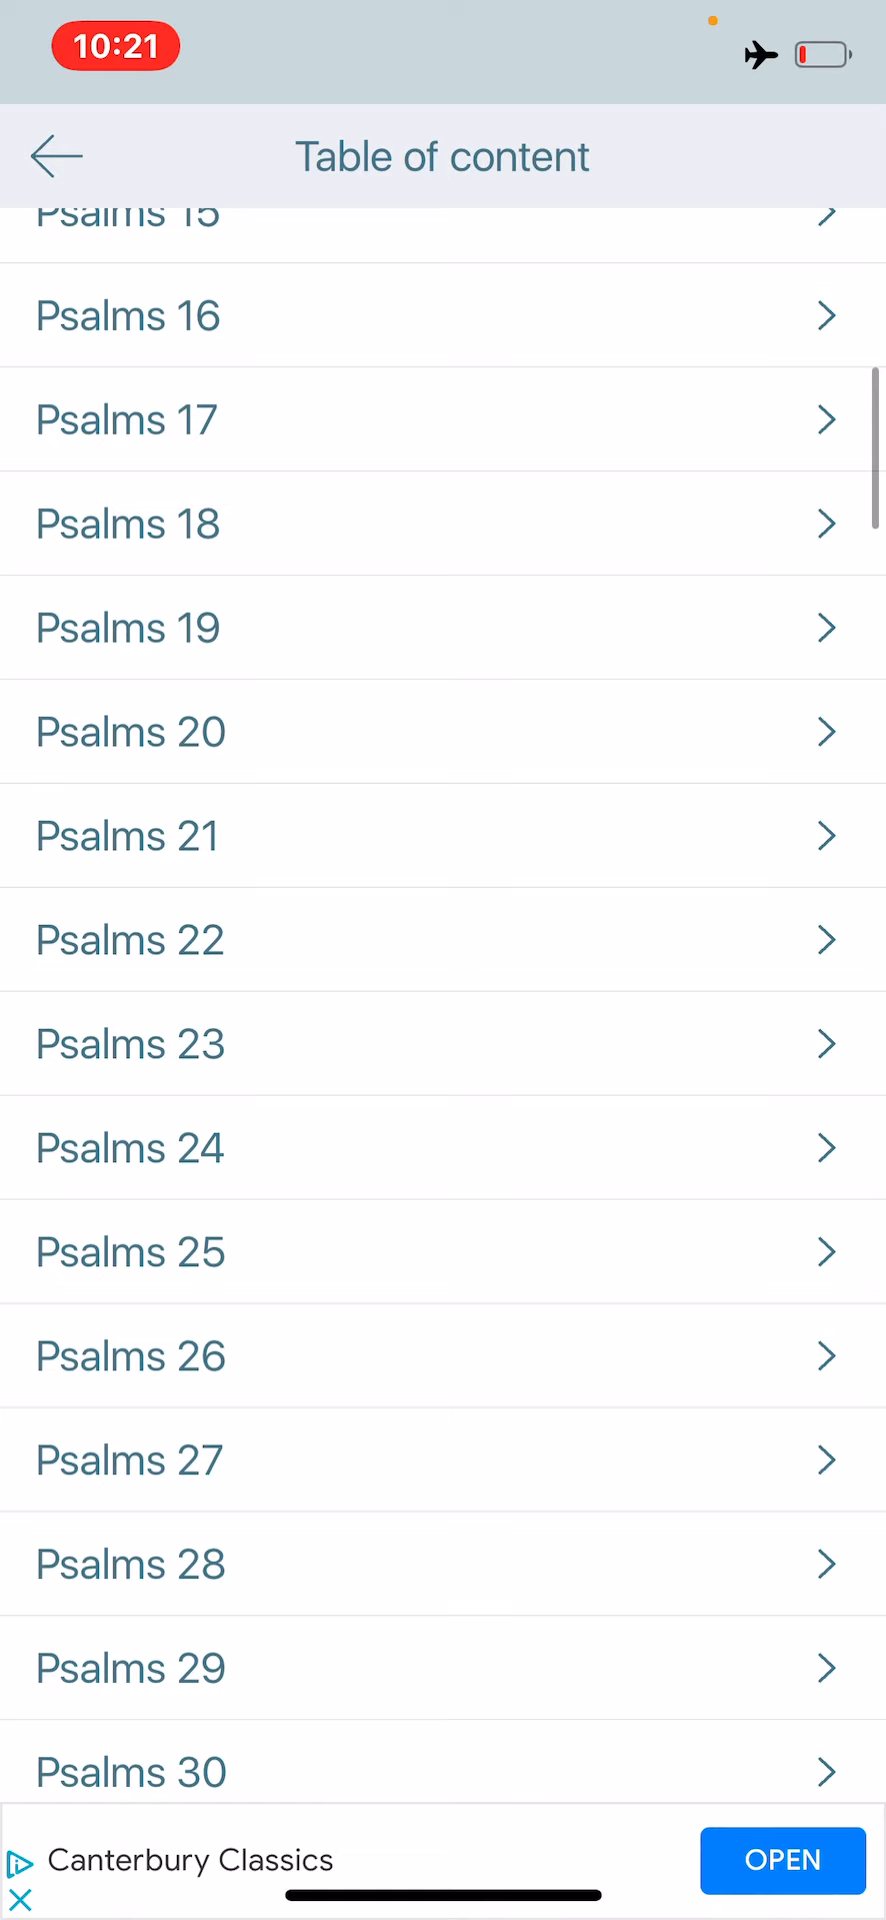 10:21
Table of content
Psalms 15
Psalms 16
Psalms 17
Psalms 18
Psalms 19
Psalms 20
Psalms 21
Psalms 22
Psalms 23
Psalms 24
Psalms 25
Psalms 26
Psalms 27
Psalms 28
Psalms 29
Psalms 30
Canterbury Classics
OPEN